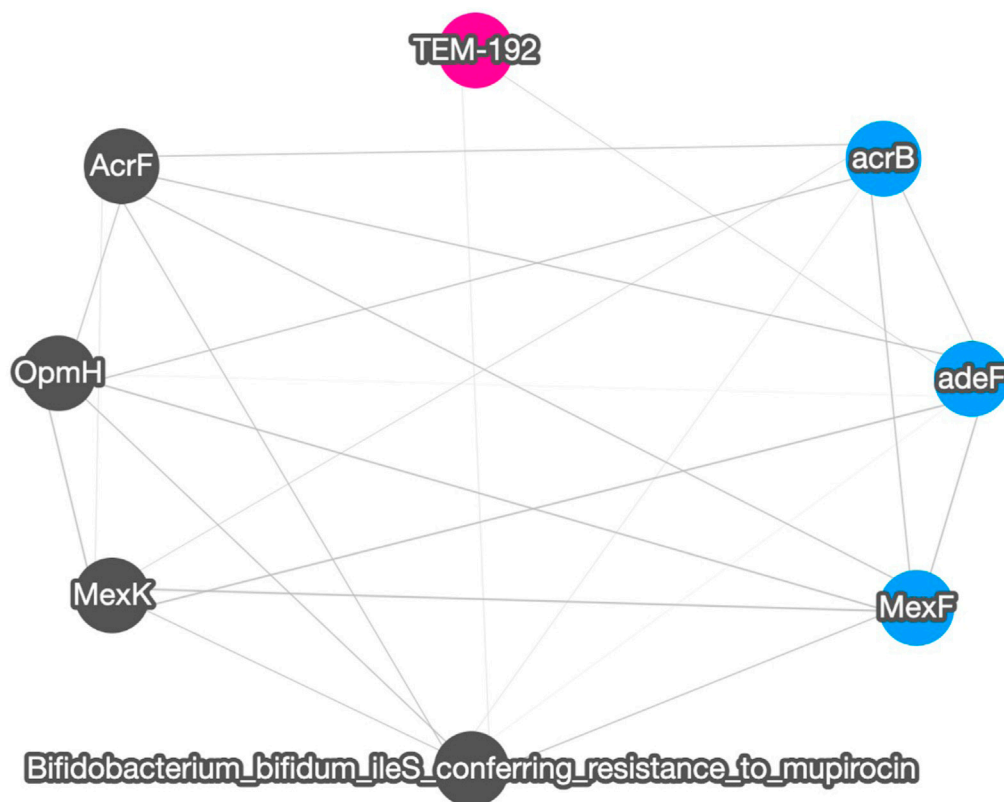 TEM-192
AcrF
acrB
OpmH
adeF
MexK
MexF
Bifidobacterium_bifidum_ileS_conferring_resistance_to_mupirocin